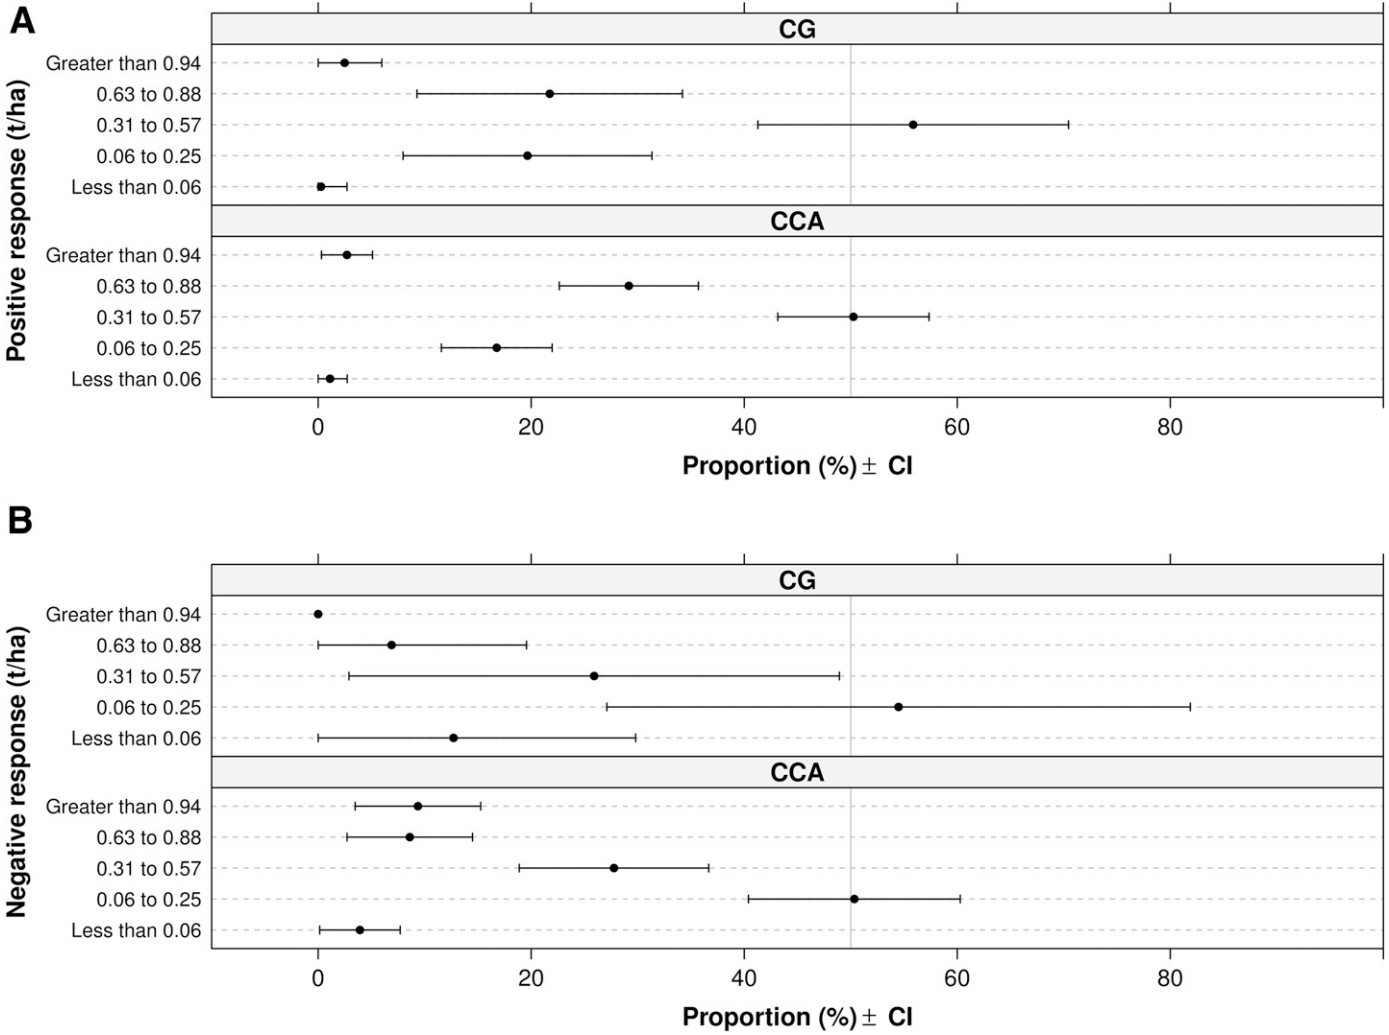 A
CG
Positive response (t/ha)
Greater than 0.94
0.63 to 0.88
0.31 to 0.57
0.06 to 0.25
Less than 0.06
CCA
Greater than 0.94
0.63 to 0.88
0.31 to 0.57
0.06 to 0.25
Less than 0.06
0 20 40 60 80
Proportion (%) ± CI
B
CG
Negative response (t/ha)
Greater than 0.94
0.63 to 0.88
0.31 to 0.57
0.06 to 0.25
Less than 0.06
CCA
Greater than 0.94
0.63 to 0.88
0.31 to 0.57
0.06 to 0.25
Less than 0.06
0 20 40 60 80
Proportion (%) ± CI